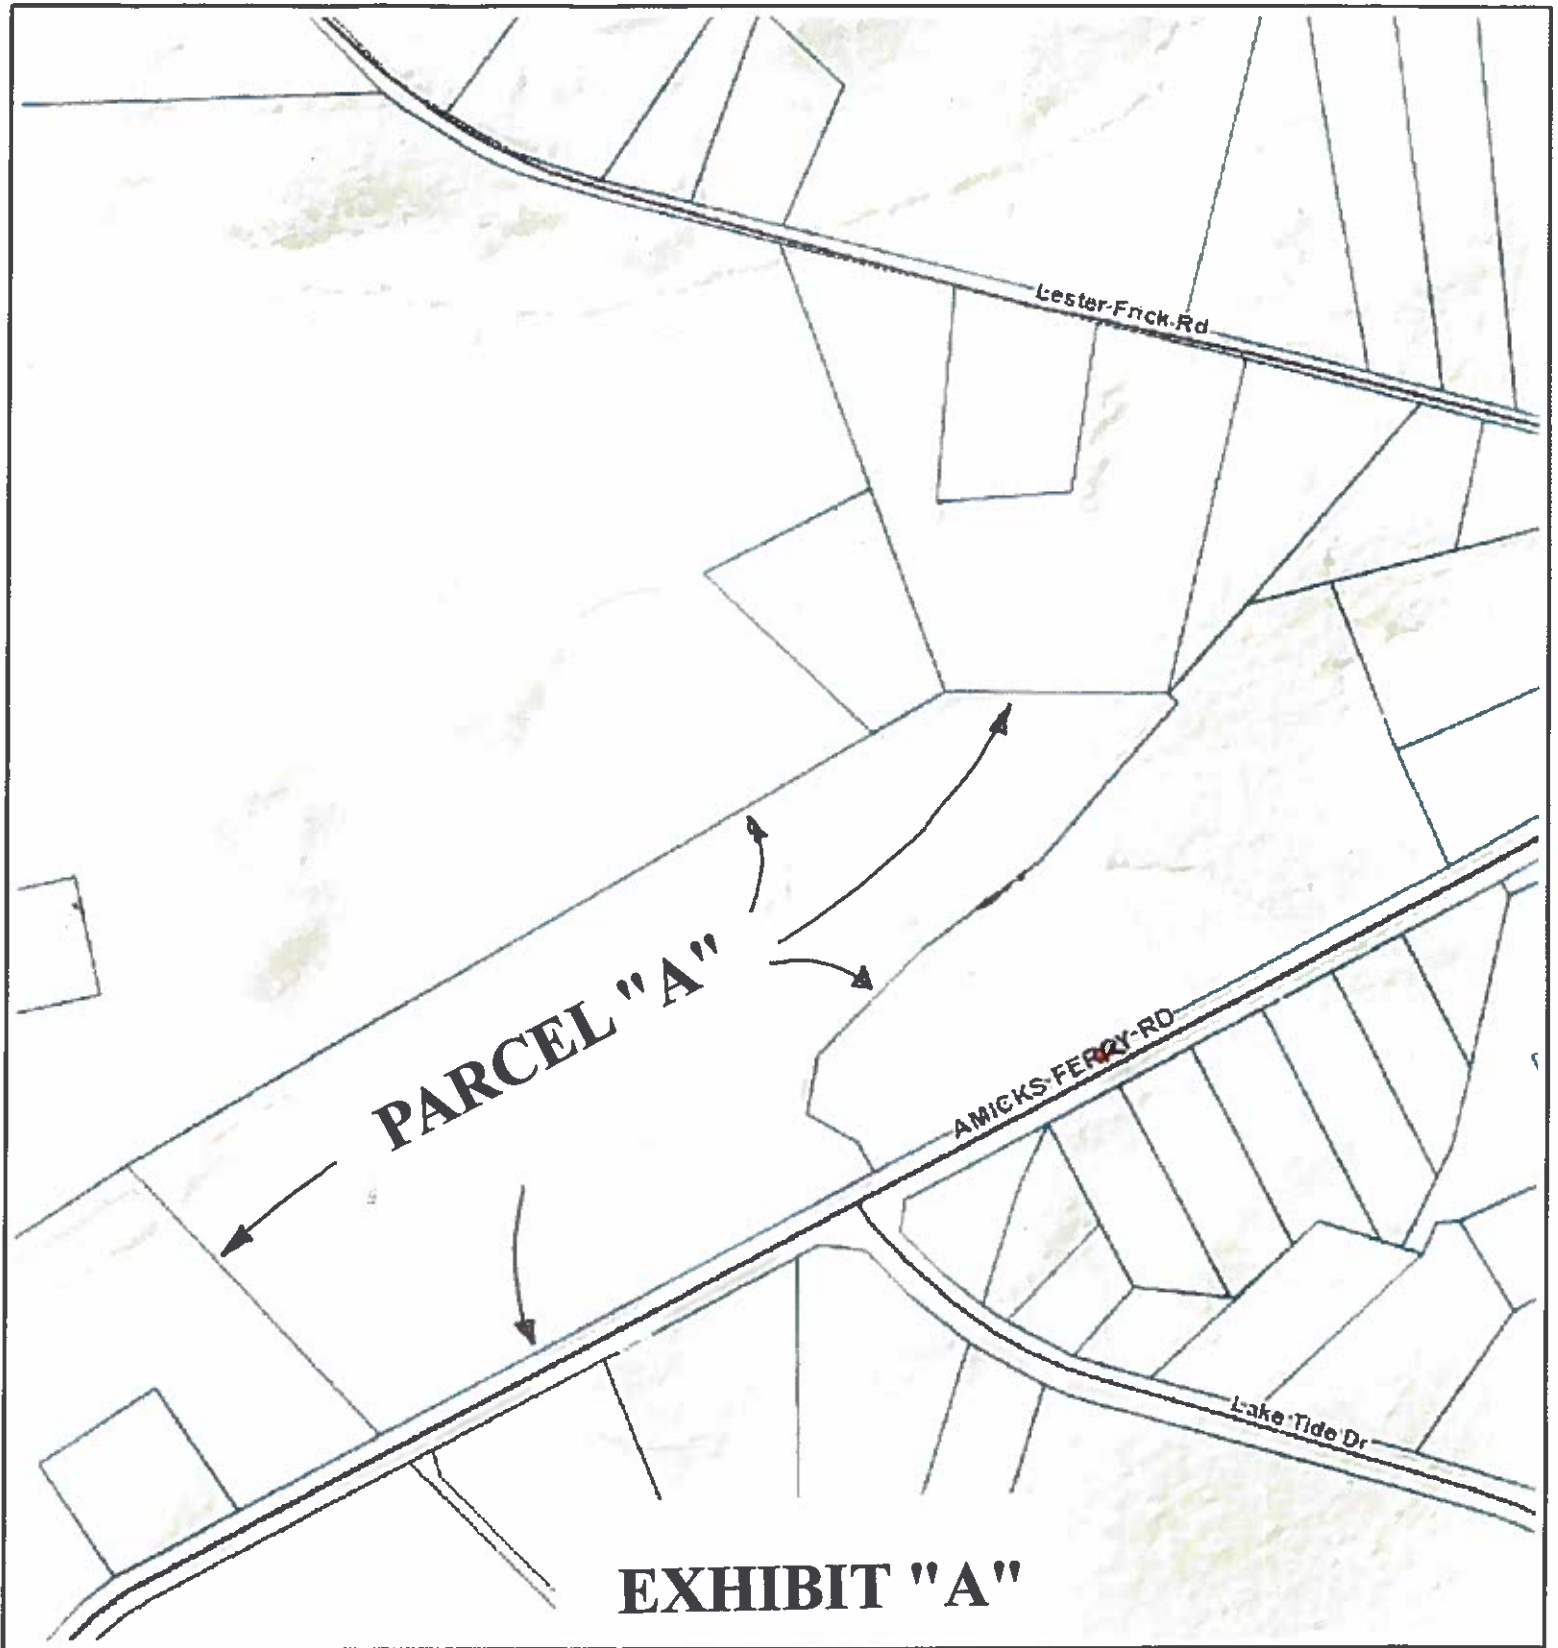 Lester-Frick-Rd
PARCEL "A"
AMICKS-FERRY-RD
Lake Tide Dr
EXHIBIT "A"